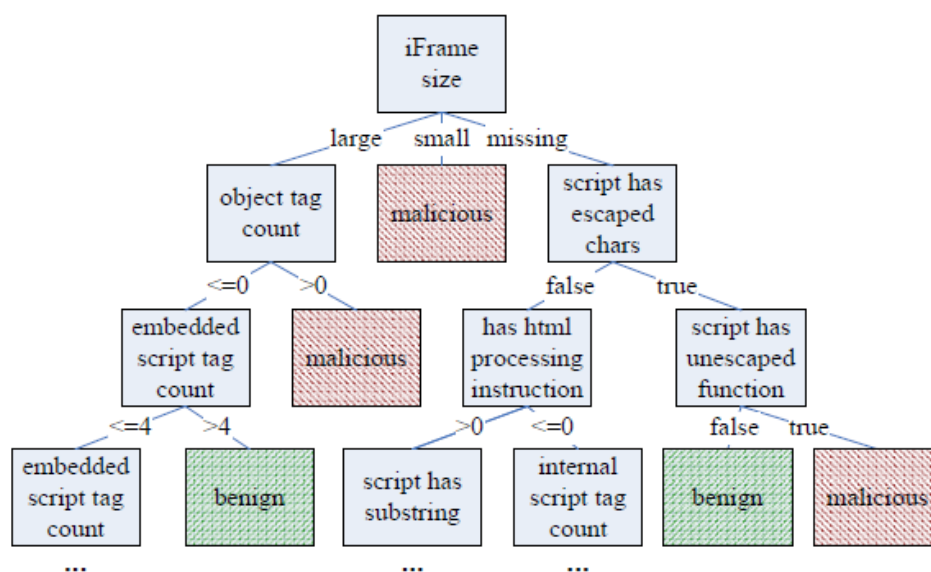 iFrame
size
large small missing
object tag
count
malicious
script has
escaped
chars
<=0 >0 false true
embedded
script tag
count
malicious
has html
processing
instruction
script has
unescaped
function
<=4 >4 >0 <=0 false true
embedded
script tag
count
benign
script has
substring
internal
script tag
count
benign
malicious
... ... ...